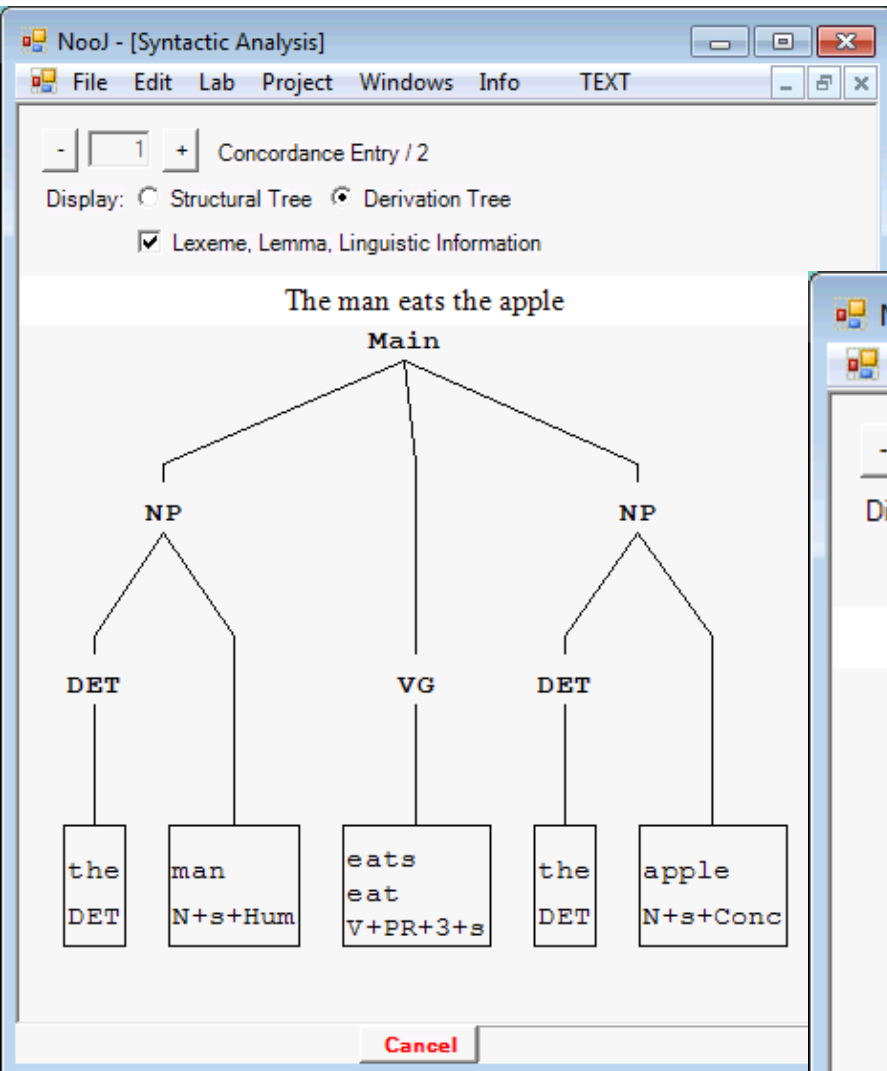 NooJ - [Syntactic Analysis]
File Edit Lab Project Windows Info TEXT
- 1 + Concordance Entry / 2
Display: Structural Tree Derivation Tree
Lexeme, Lemma, Linguistic Information
The man eats the apple
Main
NP NP
DET VG DET
the man eats the apple
eat
DET N+s+Hum V+PR+3+s DET N+s+Conc
Cancel